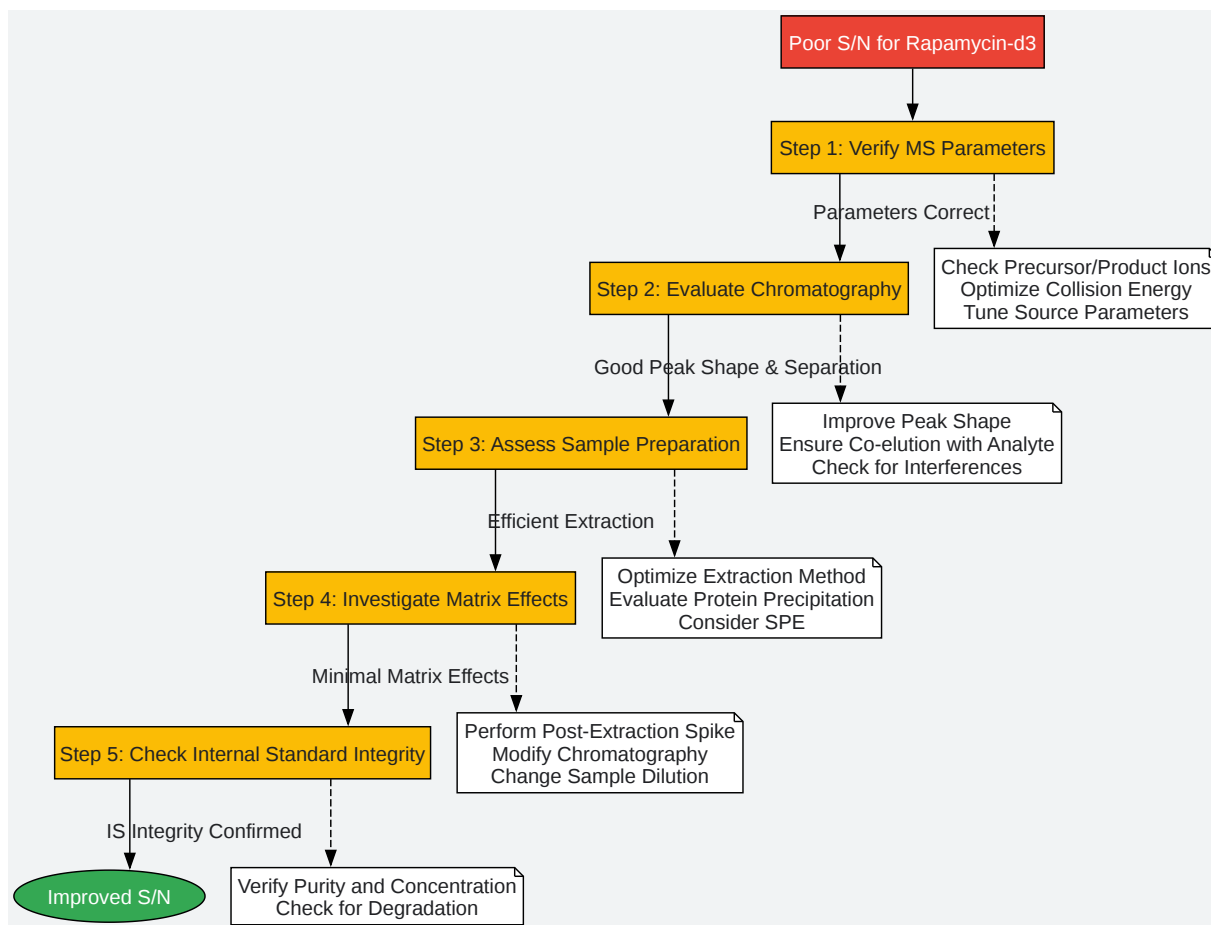 Poor S/N for Rapamycin-d3
Step 1: Verify MS Parameters
Parameters Correct
Check Precursor/Product Ions
Optimize Collision Energy
Tune Source Parameters
Step 2: Evaluate Chromatography
Good Peak Shape & Separation
Improve Peak Shape
Ensure Co-elution with Analyte
Check for Interferences
Step 3: Assess Sample Preparation
Efficient Extraction
Optimize Extraction Method
Evaluate Protein Precipitation
Consider SPE
Step 4: Investigate Matrix Effects
Minimal Matrix Effects
Perform Post-Extraction Spike
Modify Chromatography
Change Sample Dilution
Step 5: Check Internal Standard Integrity
IS Integrity Confirmed
Verify Purity and Concentration
Check for Degradation
Improved S/N